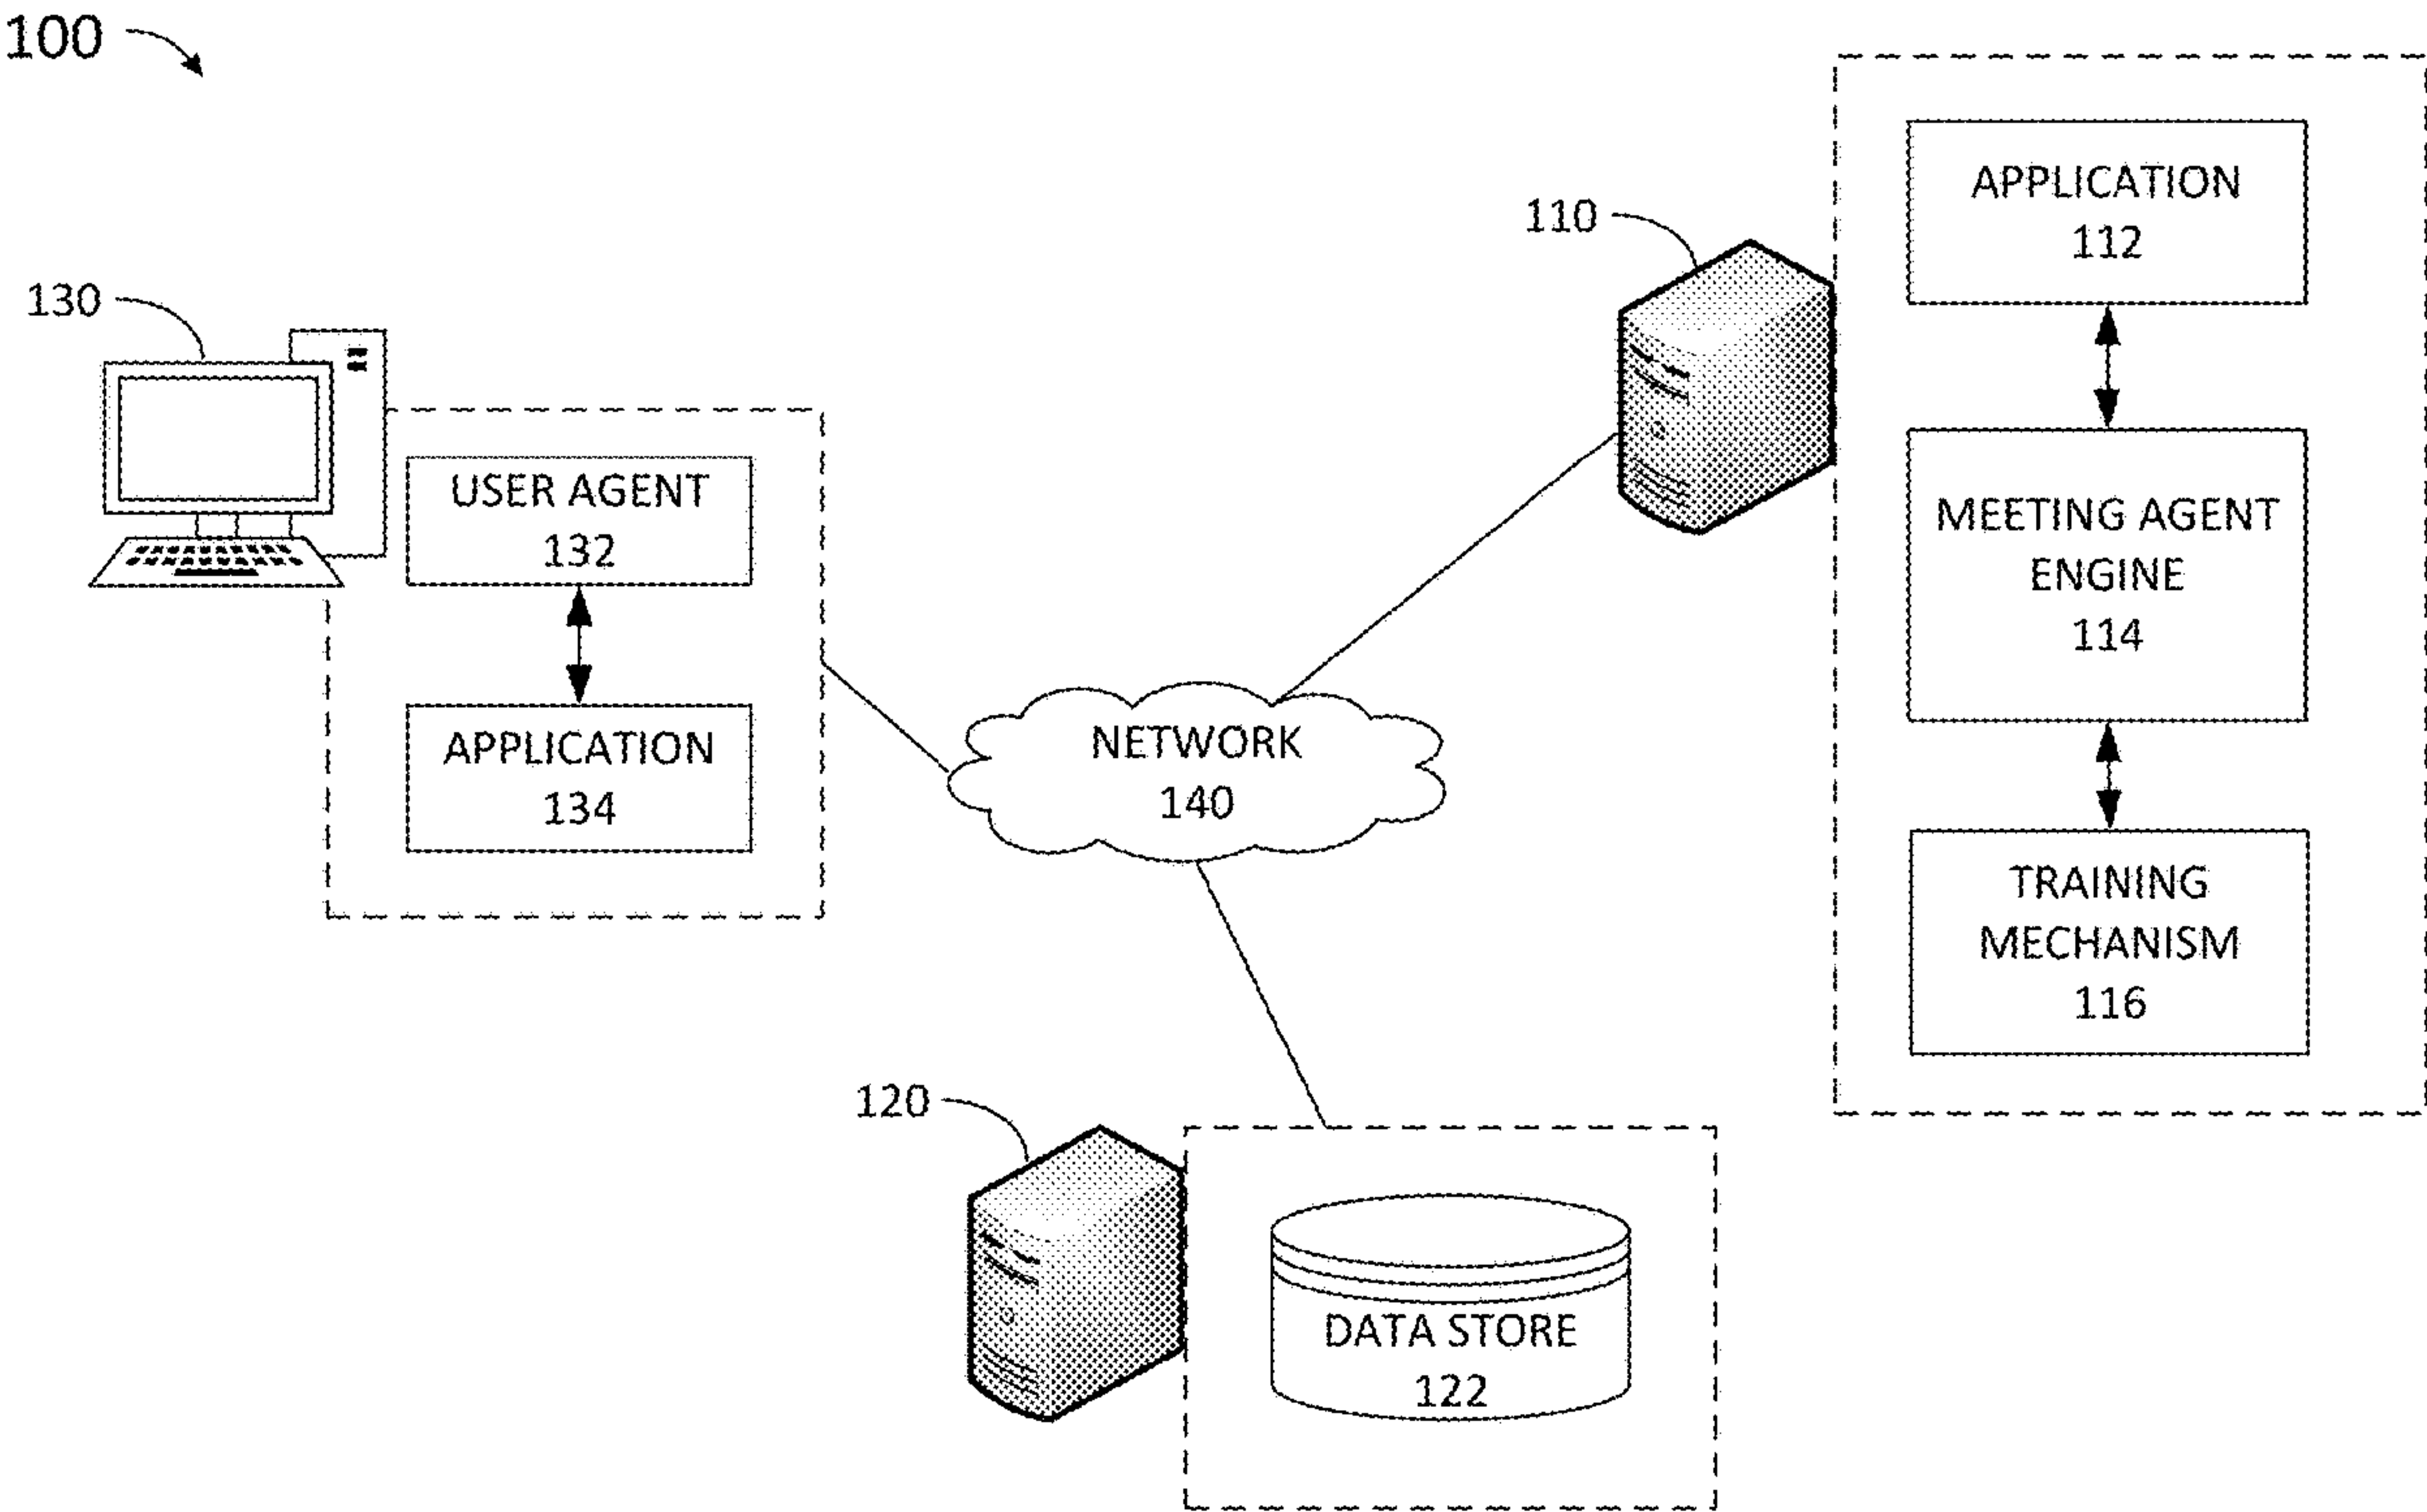 100
110
APPLICATION
112
130
USER AGENT
132
MEETING AGENT
ENGINE
114
APPLICATION
134
NETWORK
140
TRAINING
MECHANISM
116
120
DATA STORE
122